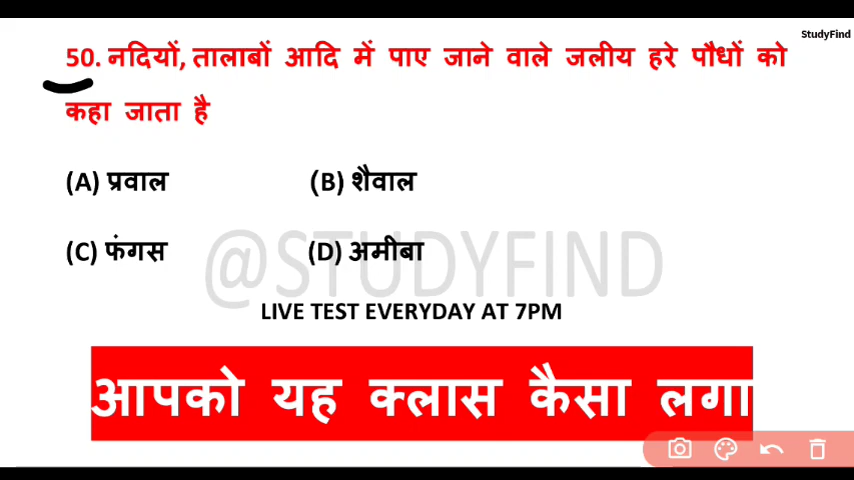 StudyFind
50. नदियों, तालाबों आदि में पाए जाने वाले जलीय हरे पौधों को
कहा जाता है
(A) प्रवाल (B) शैवाल
(C) फंगस (D) अमीबा
@STUDYFIND
LIVE TEST EVERYDAY AT 7PM
आपको यह क्लास कैसा लगा